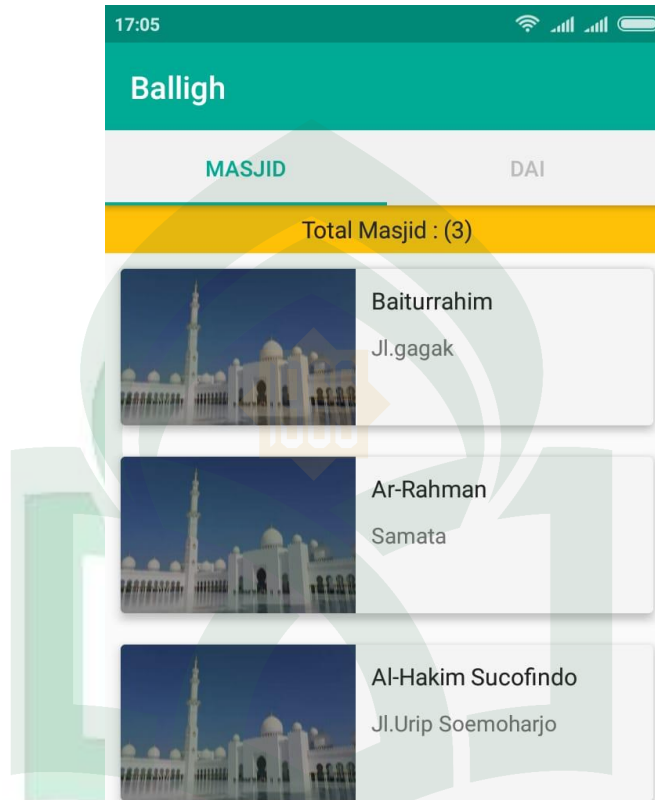 17:05
Balligh
MASJID
DAI
Total Masjid : (3)
Baiturrahim
Jl.gagak
Ar-Rahman
Samata
Al-Hakim Sucofindo
Jl.Urip Soemoharjo